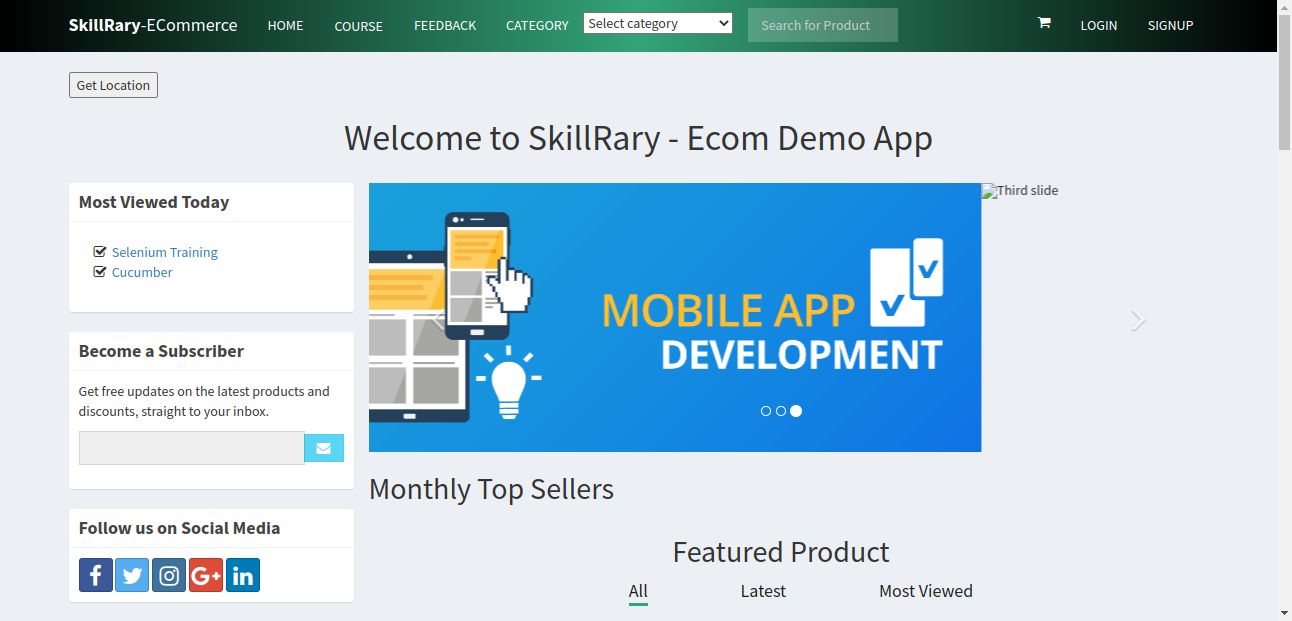 SkillRary-ECommerce HOME COURSE FEEDBACK CATEGORY Select category Search for Product LOGIN SIGNUP
Get Location
Welcome to SkillRary - Ecom Demo App
Most Viewed Today
Selenium Training
Cucumber
Become a Subscriber
Get free updates on the latest products and
discounts, straight to your inbox.
Follow us on Social Media
f G+ in
MOBILE APP
DEVELOPMENT
Third slide
Monthly Top Sellers
Featured Product
All Latest Most Viewed